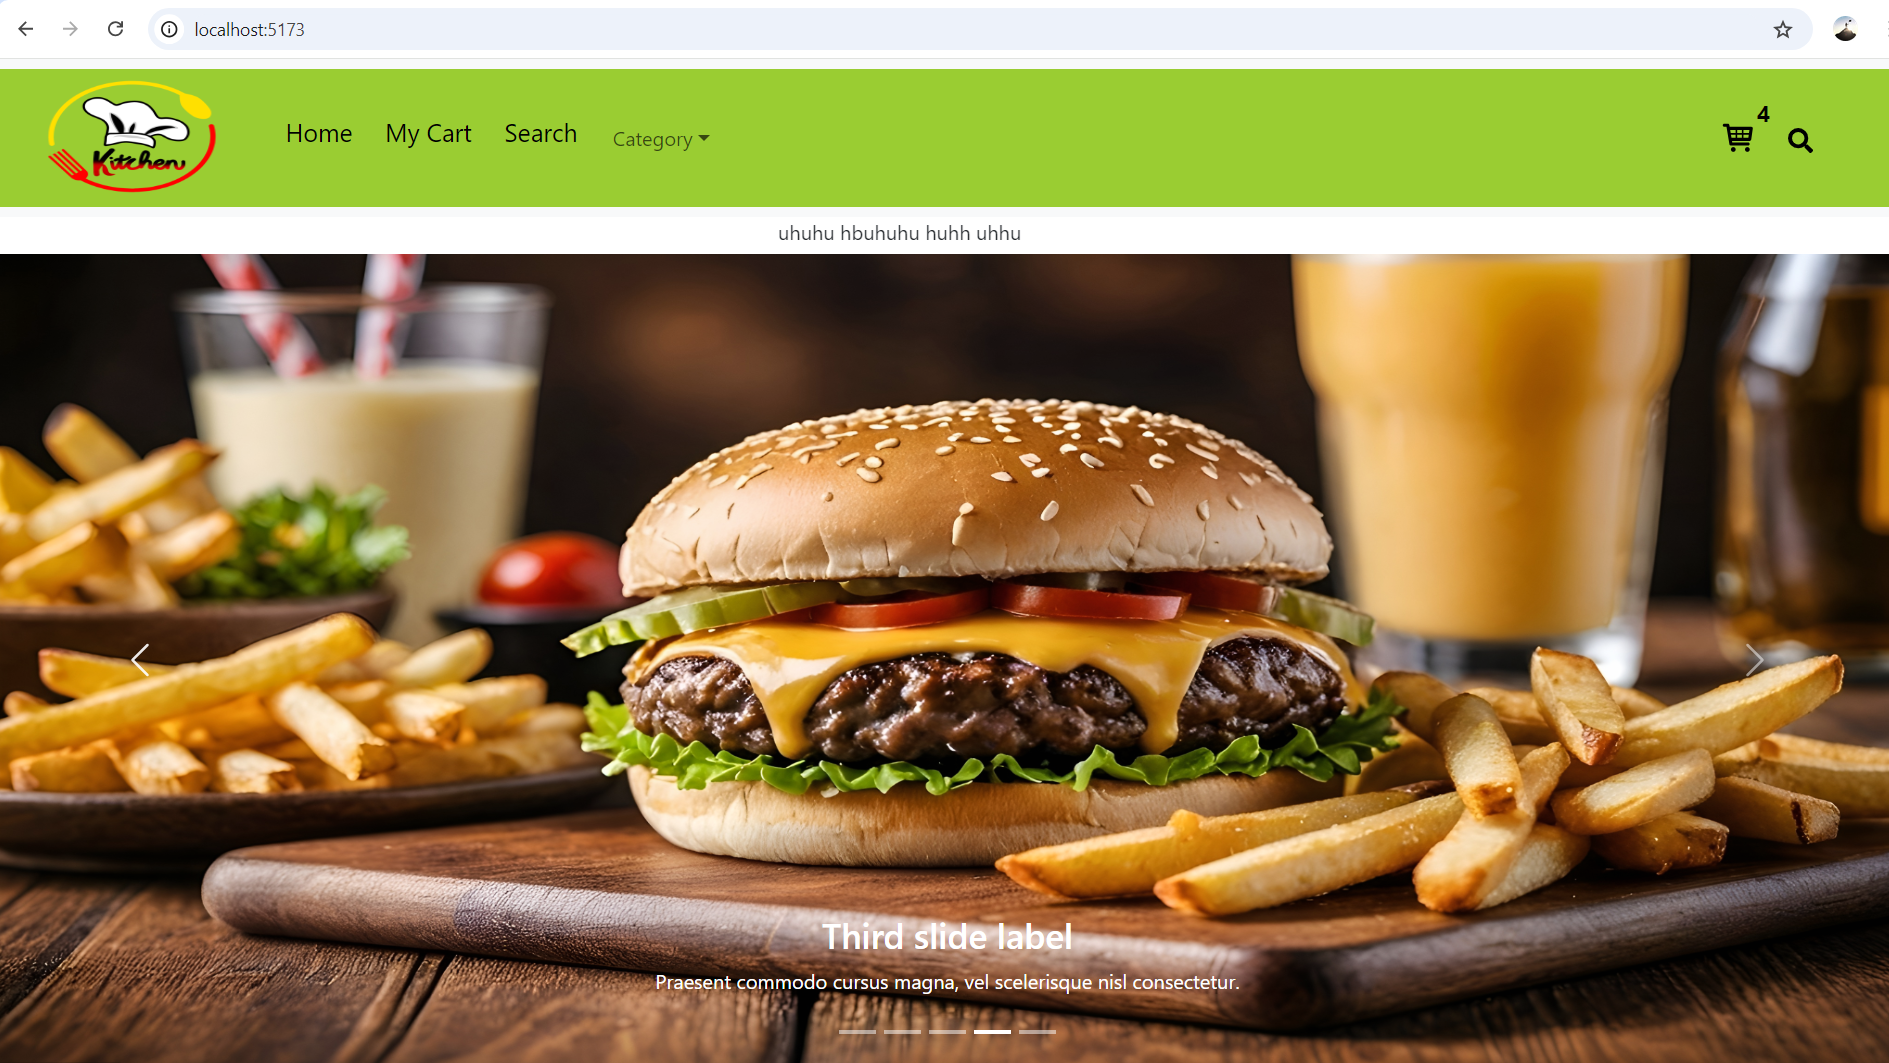 localhost:5173
Kitchen
Home My Cart Search Category
4
uhuhu hbuhuhu huhh uhhu
Third slide label
Praesent commodo cursus magna, vel scelerisque nisl consectetur.